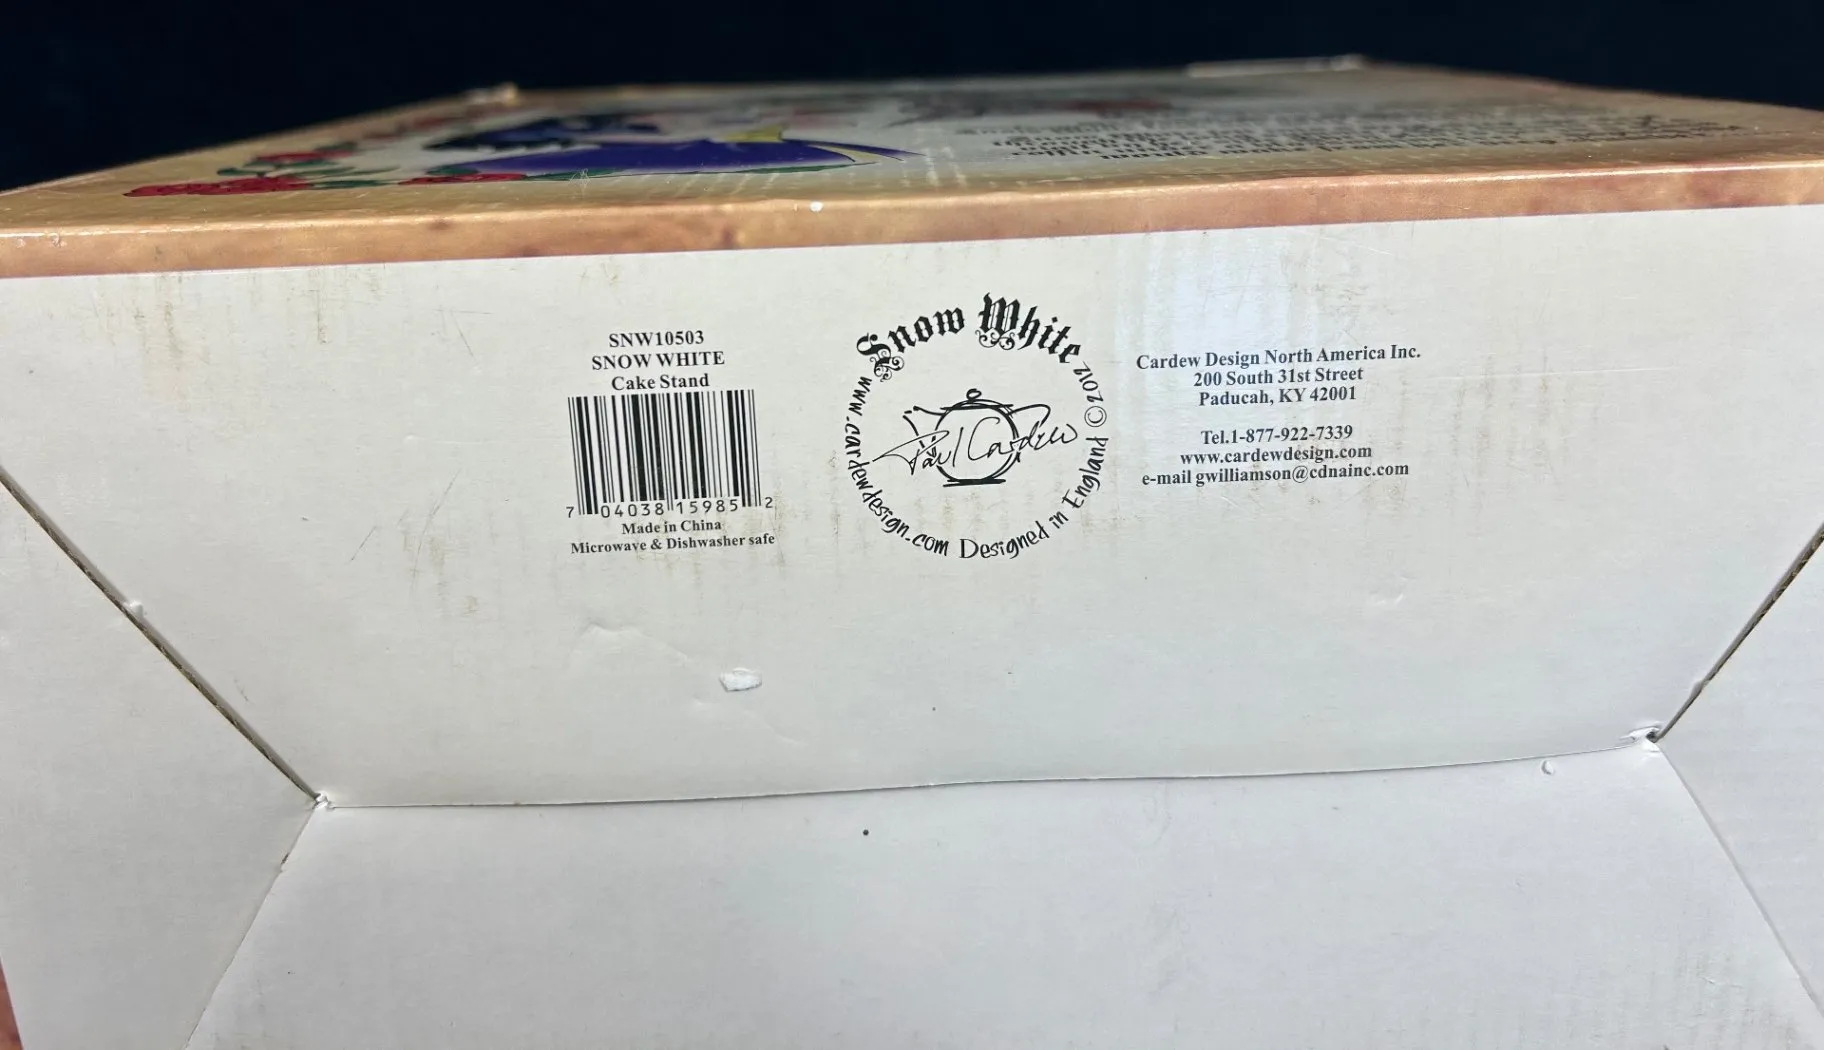 SNW10503
SNOW WHITE
Cake Stand
7 04038 15985 2
Made in China
Microwave & Dishwasher safe
Snow White
www.cardewdesign.com Designed in England © 2012
Paul Cardew
Cardew Design North America Inc.
200 South 31st Street
Paducah, KY 42001
Tel.1-877-922-7339
www.cardewdesign.com
e-mail gwilliamson@cdnainc.com